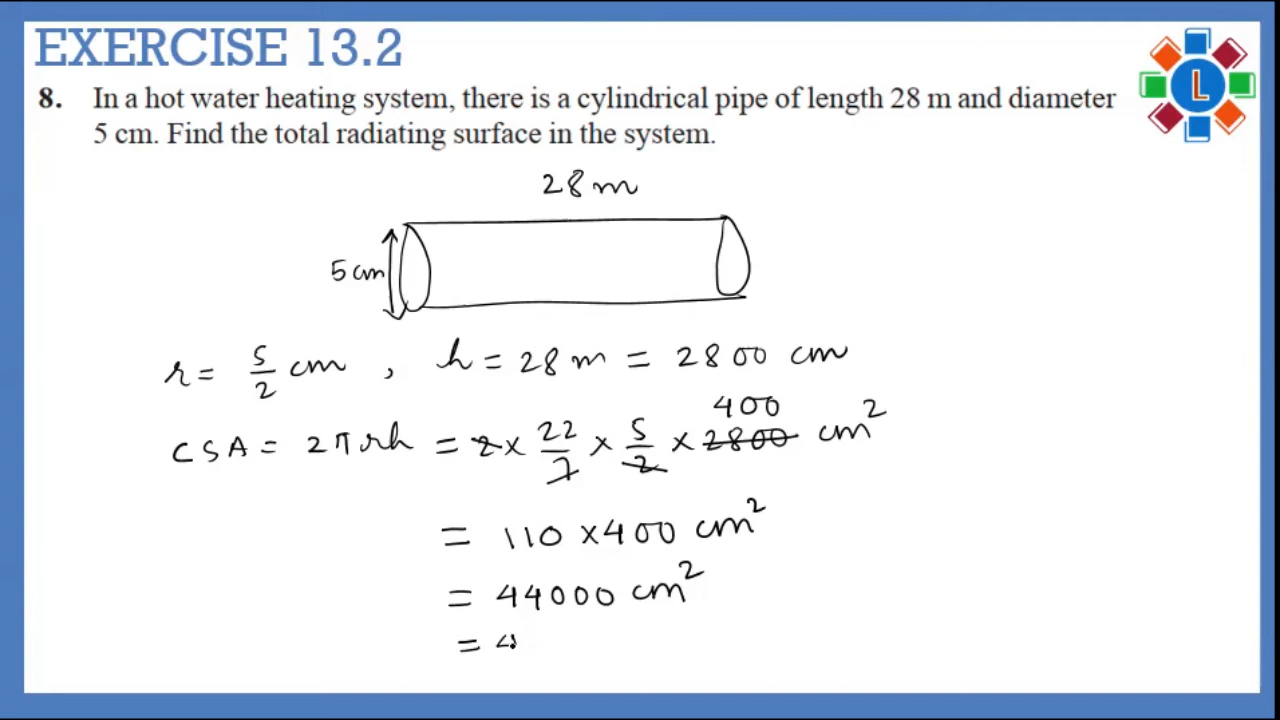 EXERCISE 13.2
L
8. In a hot water heating system, there is a cylindrical pipe of length 28 m and diameter
5 cm. Find the total radiating surface in the system.
28 m
5 cm
r = 5/2 cm , h = 28 m = 2800 cm
400
CSA = 2πrh = 2 × 22/7 × 5/2 × 2800 cm²
= 110 × 400 cm²
= 44000 cm²
= 4